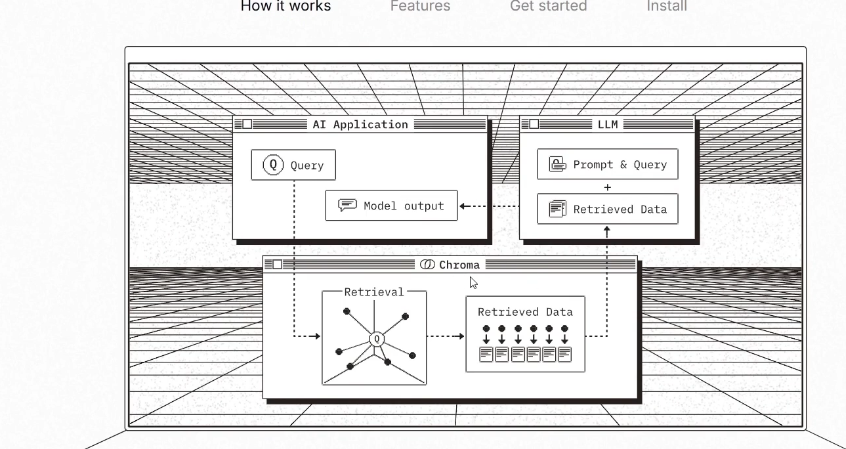 How it works
Features
Get started
Install
AI Application
Q Query
Model output
LLM
Prompt & Query
+
Retrieved Data
Chroma
Retrieval
Q
Retrieved Data